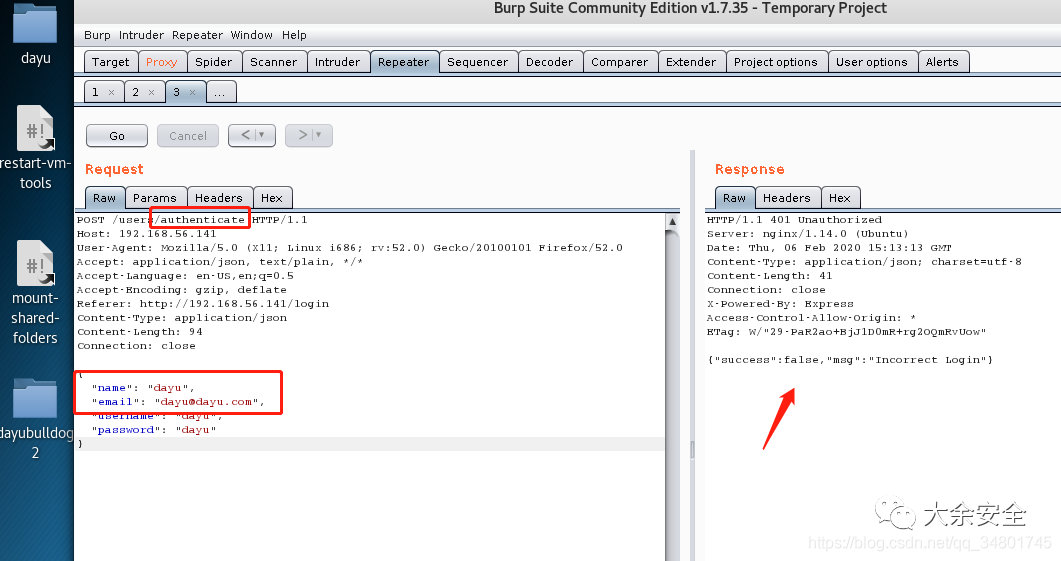 Burp Suite Community Edition v1.7.35 - Temporary Project
Burp Intruder Repeater Window Help
Target Proxy Spider Scanner Intruder Repeater Sequencer Decoder Comparer Extender Project options User options Alerts
1 × 2 × 3 × ...
Go Cancel < > 
Request
Raw Params Headers Hex
POST /users/authenticate HTTP/1.1
Host: 192.168.56.141
User-Agent: Mozilla/5.0 (X11; Linux i686; rv:52.0) Gecko/20100101 Firefox/52.0
Accept: application/json, text/plain, */*
Accept-Language: en-US,en;q=0.5
Accept-Encoding: gzip, deflate
Referer: http://192.168.56.141/login
Content-Type: application/json
Content-Length: 94
Connection: close
{
"name": "dayu",
"email": "dayu@dayu.com",
"username": "dayu",
"password": "dayu"
}
Response
Raw Headers Hex
HTTP/1.1 401 Unauthorized
Server: nginx/1.14.0 (Ubuntu)
Date: Thu, 06 Feb 2020 15:13:13 GMT
Content-Type: application/json; charset=utf-8
Content-Length: 41
Connection: close
X-Powered-By: Express
Access-Control-Allow-Origin: *
ETag: W/"29-PaR2ao+BjJlD0mR+rg2OQmRvUow"
{"success":false,"msg":"Incorrect Login"}
dayu
#!
restart-vm-
tools
#!
mount-
shared-
folders
dayubulldog
2
大余安全
https://blog.csdn.net/qq_34801745